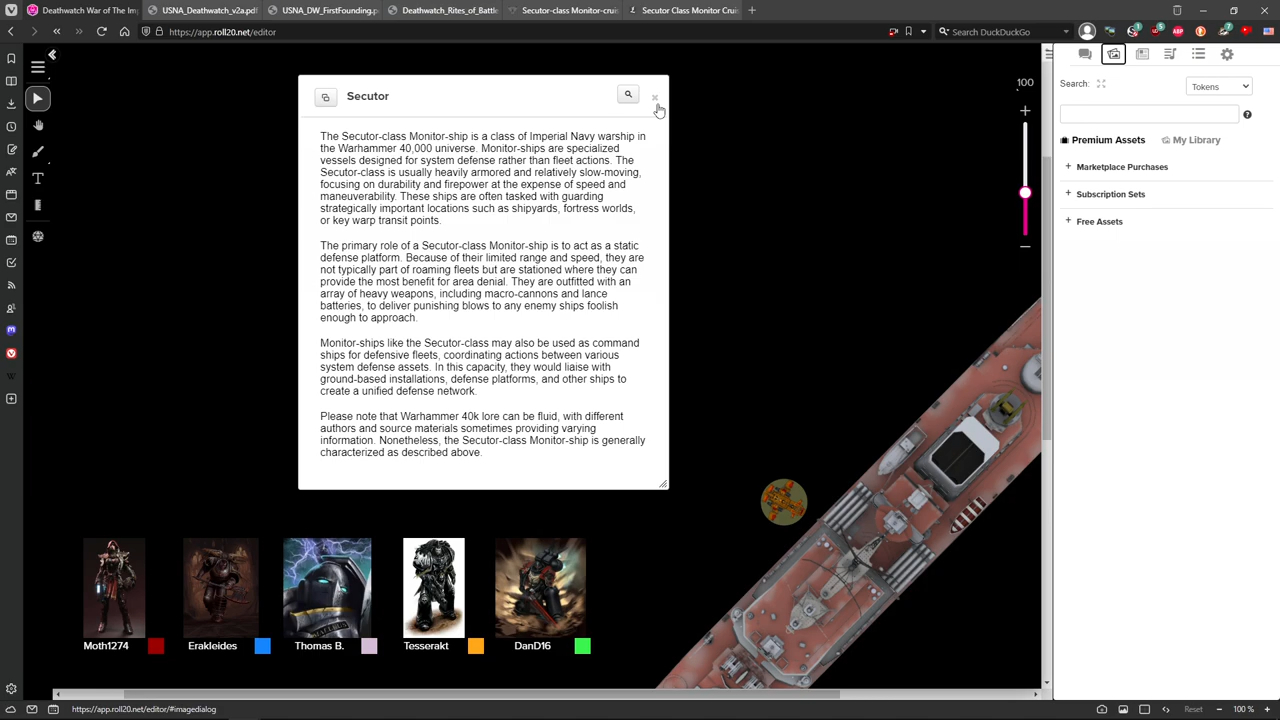 Deathwatch War of The Im
USNA_Deathwatch_v2a.pdf
USNA_DW_FirstFounding.
Deathwatch_Rites_of_Battle
Secutor-class Monitor-cruis
Secutor Class Monitor Cruis
https://app.roll20.net/editor
Search DuckDuckGo
Secutor
The Secutor-class Monitor-ship is a class of Imperial Navy warship in
the Warhammer 40,000 universe. Monitor-ships are specialized
vessels designed for system defense rather than fleet actions. The
Secutor-class is usually heavily armored and relatively slow-moving,
focusing on durability and firepower at the expense of speed and
maneuverability. These ships are often tasked with guarding
strategically important locations such as shipyards, fortress worlds,
or key warp transit points.
The primary role of a Secutor-class Monitor-ship is to act as a static
defense platform. Because of their limited range and speed, they are
not typically part of roaming fleets but are stationed where they can
provide the most benefit for area denial. They are outfitted with an
array of heavy weapons, including macro-cannons and lance
batteries, to deliver punishing blows to any enemy ships foolish
enough to approach.
Monitor-ships like the Secutor-class may also be used as command
ships for defensive fleets, coordinating actions between various
system defense assets. In this capacity, they would liaise with
ground-based installations, defense platforms, and other ships to
create a unified defense network.
Please note that Warhammer 40k lore can be fluid, with different
authors and source materials sometimes providing varying
information. Nonetheless, the Secutor-class Monitor-ship is generally
characterized as described above.
100
Search:
Tokens
Premium Assets
My Library
+ Marketplace Purchases
+ Subscription Sets
+ Free Assets
Moth1274
Erakleides
Thomas B.
Tesserakt
DanD16
https://app.roll20.net/editor/#imagedialog
Reset
100 %